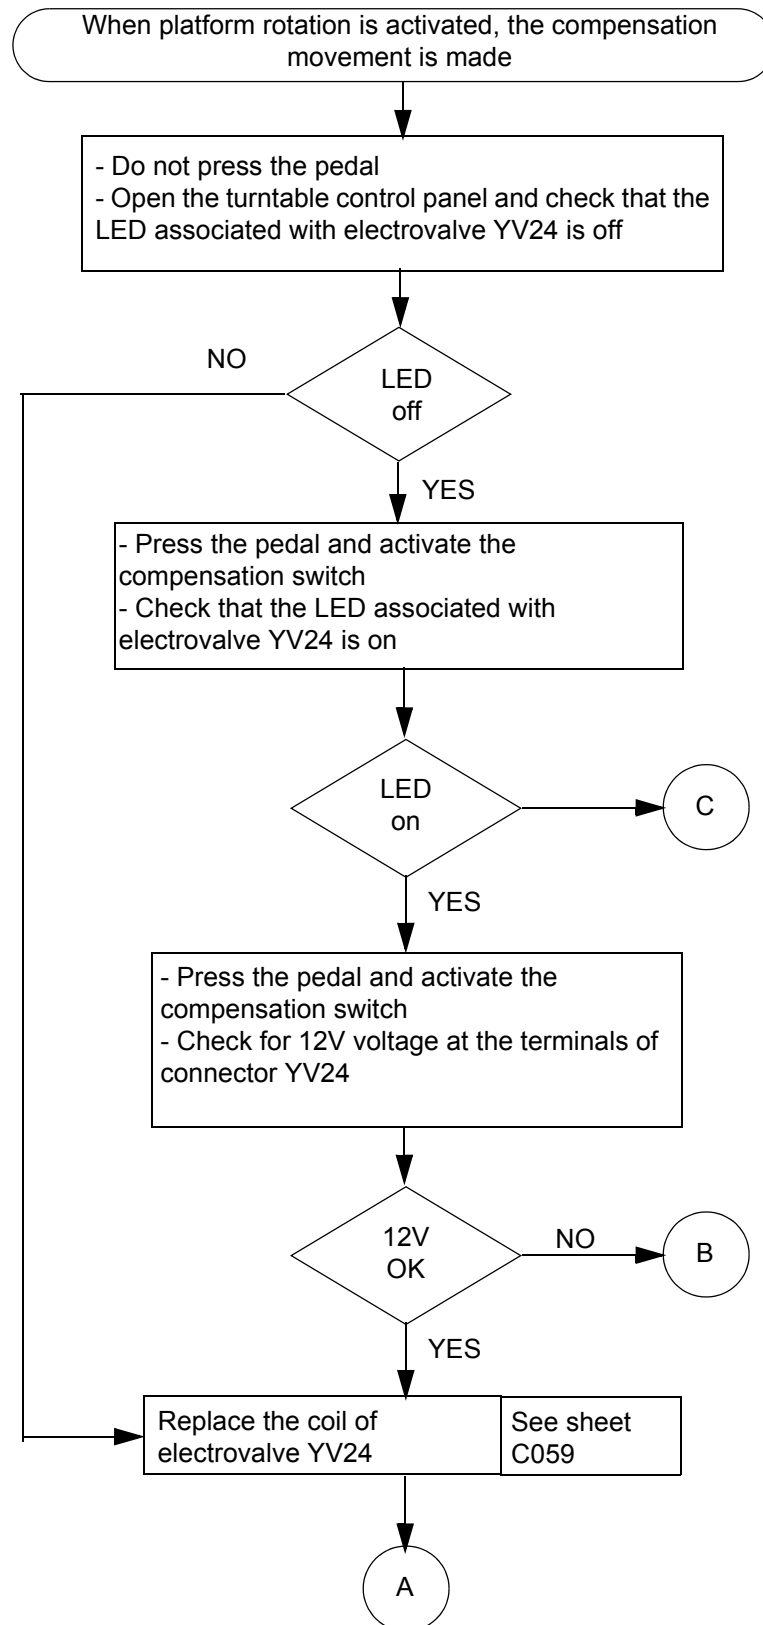 When platform rotation is activated, the compensation
movement is made
- Do not press the pedal
- Open the turntable control panel and check that the
LED associated with electrovalve YV24 is off
NO
LED
off
YES
- Press the pedal and activate the
compensation switch
- Check that the LED associated with
electrovalve YV24 is on
LED
on
C
YES
- Press the pedal and activate the
compensation switch
- Check for 12V voltage at the terminals of
connector YV24
12V
OK
NO
B
YES
Replace the coil of
electrovalve YV24
See sheet
C059
A